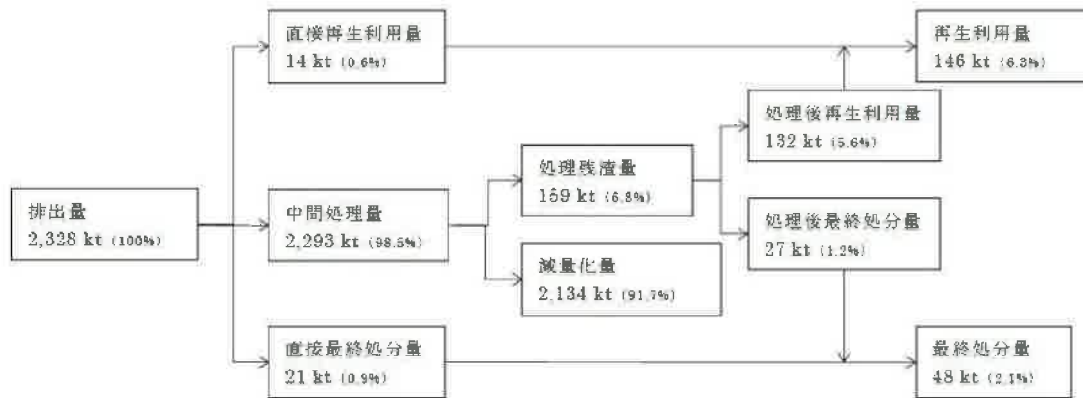 直接再生利用量
14 kt (0.6%)
再生利用量
146 kt (6.3%)
処理後再生利用量
132 kt (5.6%)
処理残渣量
159 kt (6.8%)
排出量
2,328 kt (100%)
中間処理量
2,293 kt (98.5%)
処理後最終処分量
27 kt (1.2%)
減量化量
2,134 kt (91.7%)
直接最終処分量
21 kt (0.9%)
最終処分量
48 kt (2.1%)